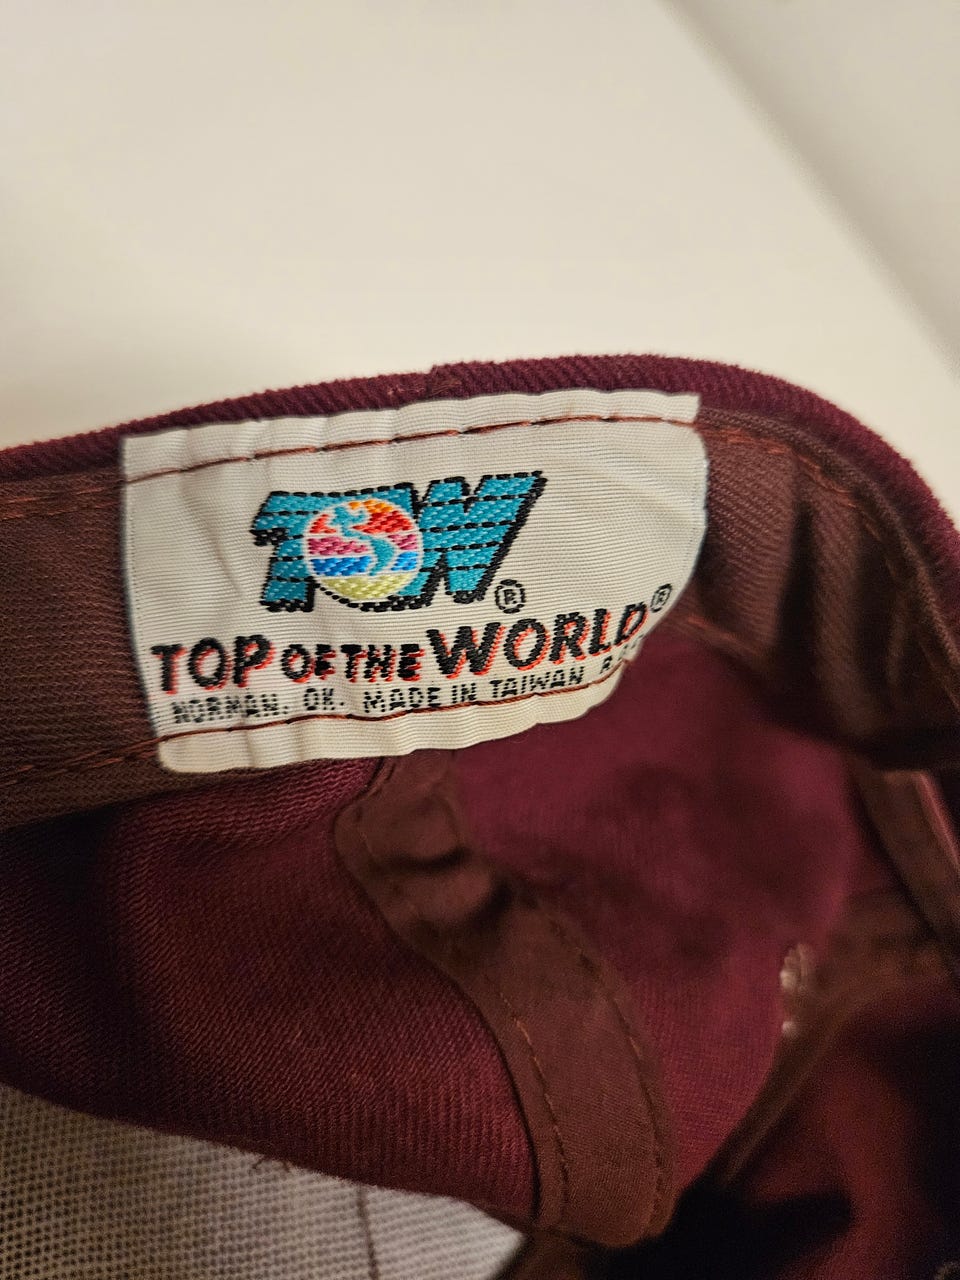 TOW ®
TOP OF THE WORLD®
NORMAN, OK. MADE IN TAIWAN